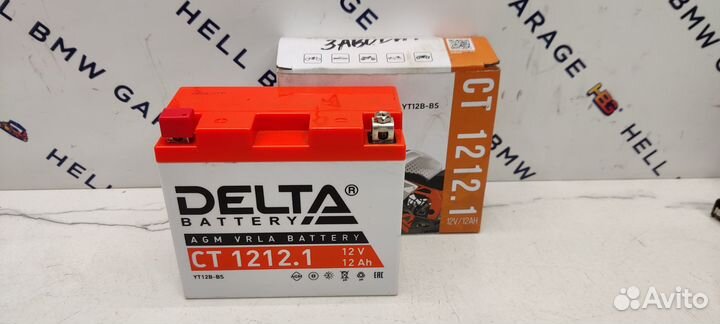 HELL BMW GARAGE
HELL BMW GARAGE
HELL BMW
YT12B-BS
CT 1212.1
12V/12AH
DELTA®
BATTERY
AGM VRLA BATTERY
CT 1212.1
12 V
12 Ah
YT12B-BS
EAC
Avito